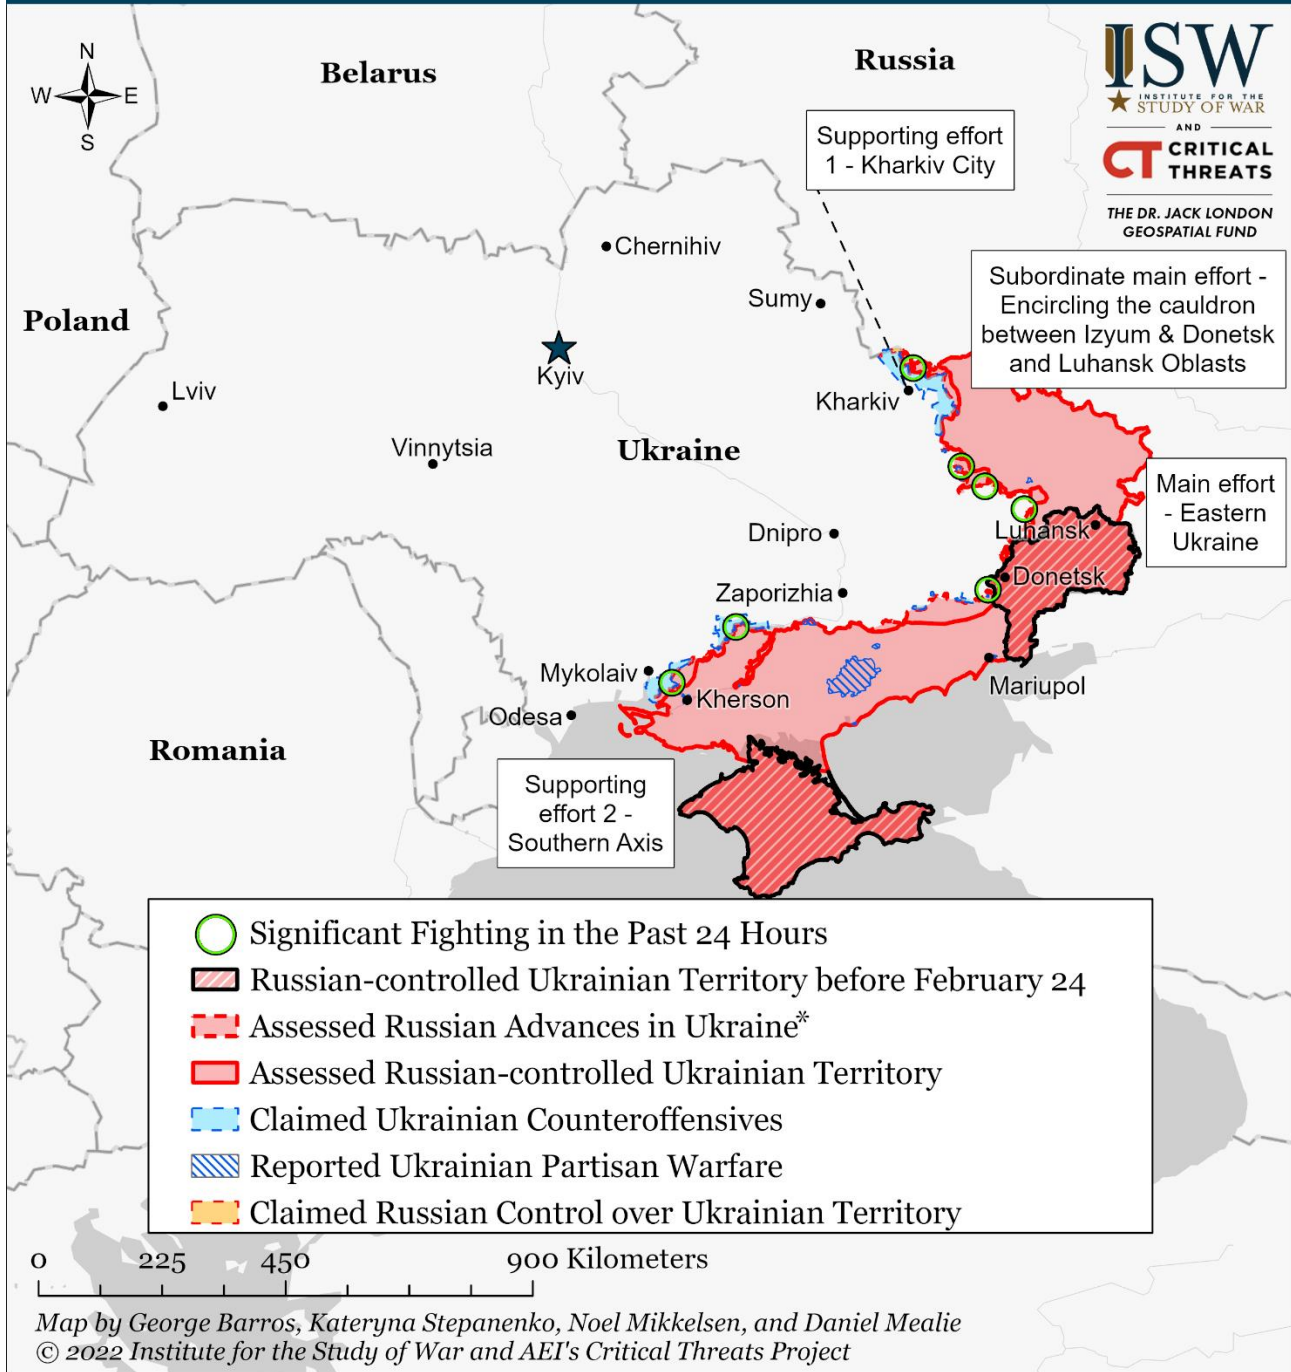 N
W
E
S
Belarus
Russia
ISW
INSTITUTE FOR THE
STUDY OF WAR
AND
CT CRITICAL
THREATS
THE DR. JACK LONDON
GEOSPATIAL FUND
Supporting effort
1 - Kharkiv City
Chernihiv
Subordinate main effort -
Encircling the cauldron
between Izyum & Donetsk
and Luhansk Oblasts
Sumy
Poland
Kyiv
Lviv
Kharkiv
Vinnytsia
Ukraine
Main effort
- Eastern
Ukraine
Dnipro
Luhansk
Donetsk
Zaporizhia
Mykolaiv
Mariupol
Kherson
Odesa
Romania
Supporting
effort 2 -
Southern Axis
Significant Fighting in the Past 24 Hours
Russian-controlled Ukrainian Territory before February 24
Assessed Russian Advances in Ukraine*
Assessed Russian-controlled Ukrainian Territory
Claimed Ukrainian Counteroffensives
Reported Ukrainian Partisan Warfare
Claimed Russian Control over Ukrainian Territory
0 225 450 900 Kilometers
Map by George Barros, Kateryna Stepanenko, Noel Mikkelsen, and Daniel Mealie
© 2022 Institute for the Study of War and AEI's Critical Threats Project